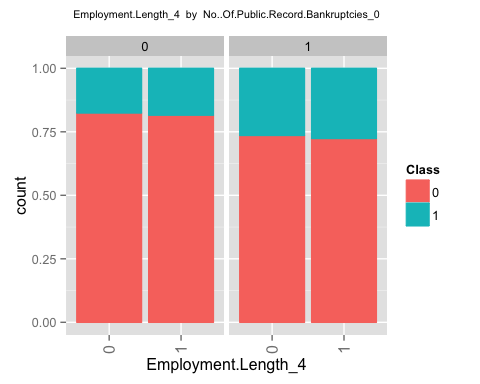 Employment.Length_4 by No..Of.Public.Record.Bankruptcies_0
0 1
1.00
0.75
0.50
0.25
0.00
count
0 1 0 1
Employment.Length_4
Class
0
1